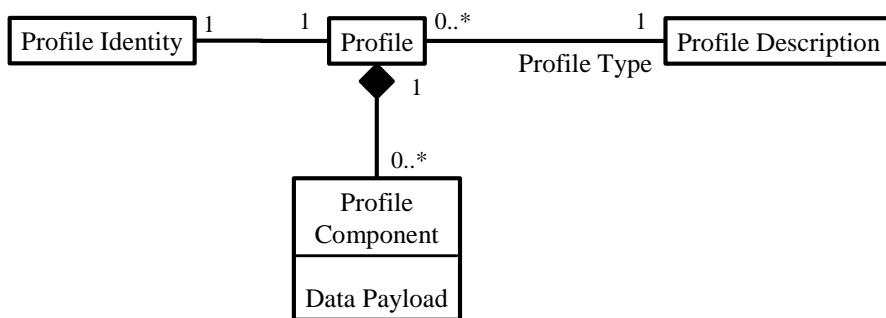 Profile Identity
1
1
Profile
0..*
1
Profile Description
Profile Type
1
0..*
Profile
Component
Data Payload